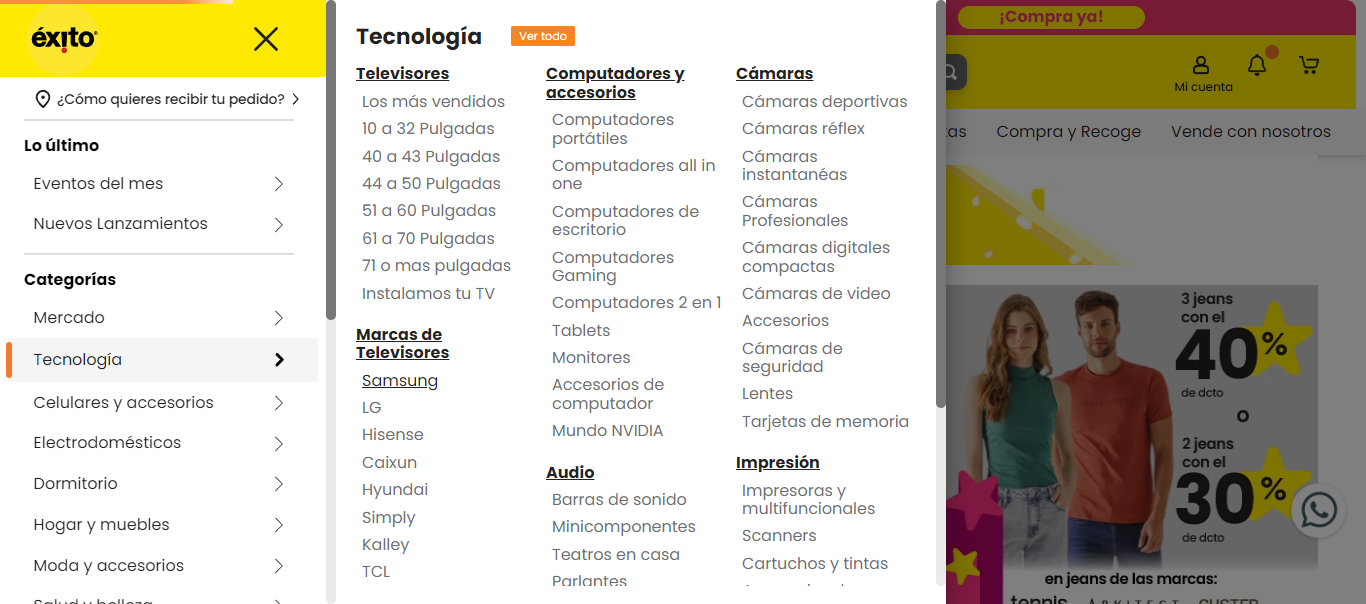 éxito
¿Cómo quieres recibir tu pedido?
Lo último
Eventos del mes
Nuevos Lanzamientos
Categorías
Mercado
Tecnología
Celulares y accesorios
Electrodomésticos
Dormitorio
Hogar y muebles
Moda y accesorios
Salud y belleza
Tecnología
Ver todo
Televisores
Los más vendidos
10 a 32 Pulgadas
40 a 43 Pulgadas
44 a 50 Pulgadas
51 a 60 Pulgadas
61 a 70 Pulgadas
71 o mas pulgadas
Instalamos tu TV
Marcas de
Televisores
Samsung
LG
Hisense
Caixun
Hyundai
Simply
Kalley
TCL
Computadores y
accesorios
Computadores
portátiles
Computadores all in
one
Computadores de
escritorio
Computadores
Gaming
Computadores 2 en 1
Tablets
Monitores
Accesorios de
computador
Mundo NVIDIA
Audio
Barras de sonido
Minicomponentes
Teatros en casa
Parlantes
Cámaras
Cámaras deportivas
Cámaras réflex
Cámaras
instantanéas
Cámaras
Profesionales
Cámaras digitales
compactas
Cámaras de video
Accesorios
Cámaras de
seguridad
Lentes
Tarjetas de memoria
Impresión
Impresoras y
multifuncionales
Scanners
Cartuchos y tintas
¡Compra ya!
Mi cuenta
tas
Compra y Recoge
Vende con nosotros
3 jeans
con el
40%
de dcto
o
2 jeans
con el
30%
de dcto
en jeans de las marcas:
tennis ARKITECT CUSTER